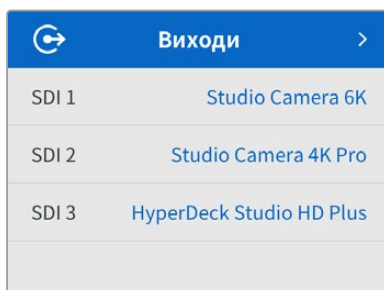 Виходи
SDI 1 Studio Camera 6K
SDI 2 Studio Camera 4K Pro
SDI 3 HyperDeck Studio HD Plus